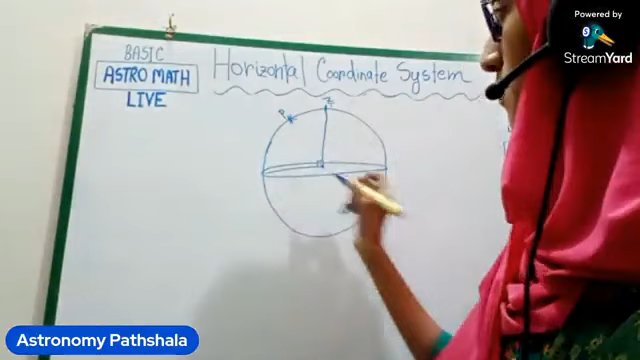 BASIC
ASTRO MATH
LIVE
Horizontal Coordinate System
P
Z
Powered by
StreamYard
Astronomy Pathshala